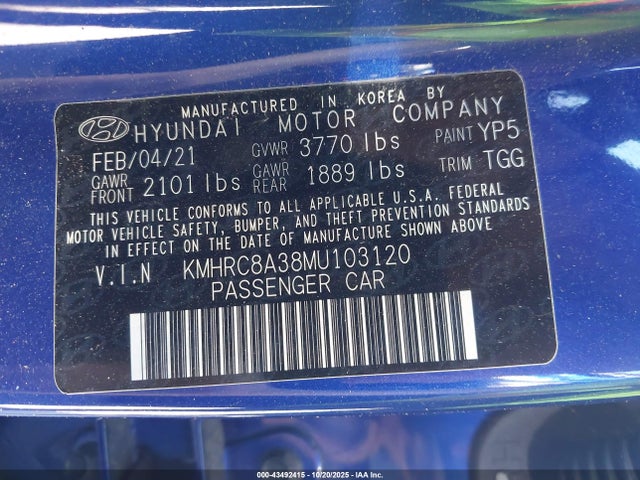 MANUFACTURED IN KOREA BY
HYUNDAI MOTOR COMPANY
FEB/04/21 GVWR 3770 lbs PAINT YP5
GAWR FRONT 2101 lbs GAWR REAR 1889 lbs TRIM TGG
THIS VEHICLE CONFORMS TO ALL APPLICABLE U.S.A. FEDERAL
MOTOR VEHICLE SAFETY, BUMPER, AND THEFT PREVENTION STANDARDS
IN EFFECT ON THE DATE OF MANUFACTURE SHOWN ABOVE
V.I.N KMHRC8A38MU103120
PASSENGER CAR
000-43492415 - 10/20/2025 - IAA, Inc.